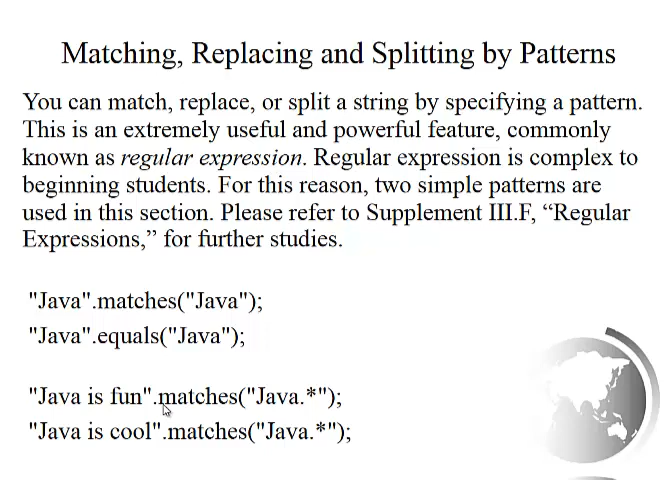 Matching, Replacing and Splitting by Patterns
You can match, replace, or split a string by specifying a pattern.
This is an extremely useful and powerful feature, commonly
known as regular expression. Regular expression is complex to
beginning students. For this reason, two simple patterns are
used in this section. Please refer to Supplement III.F, “Regular
Expressions,” for further studies.
"Java".matches("Java");
"Java".equals("Java");
"Java is fun".matches("Java.*");
"Java is cool".matches("Java.*");